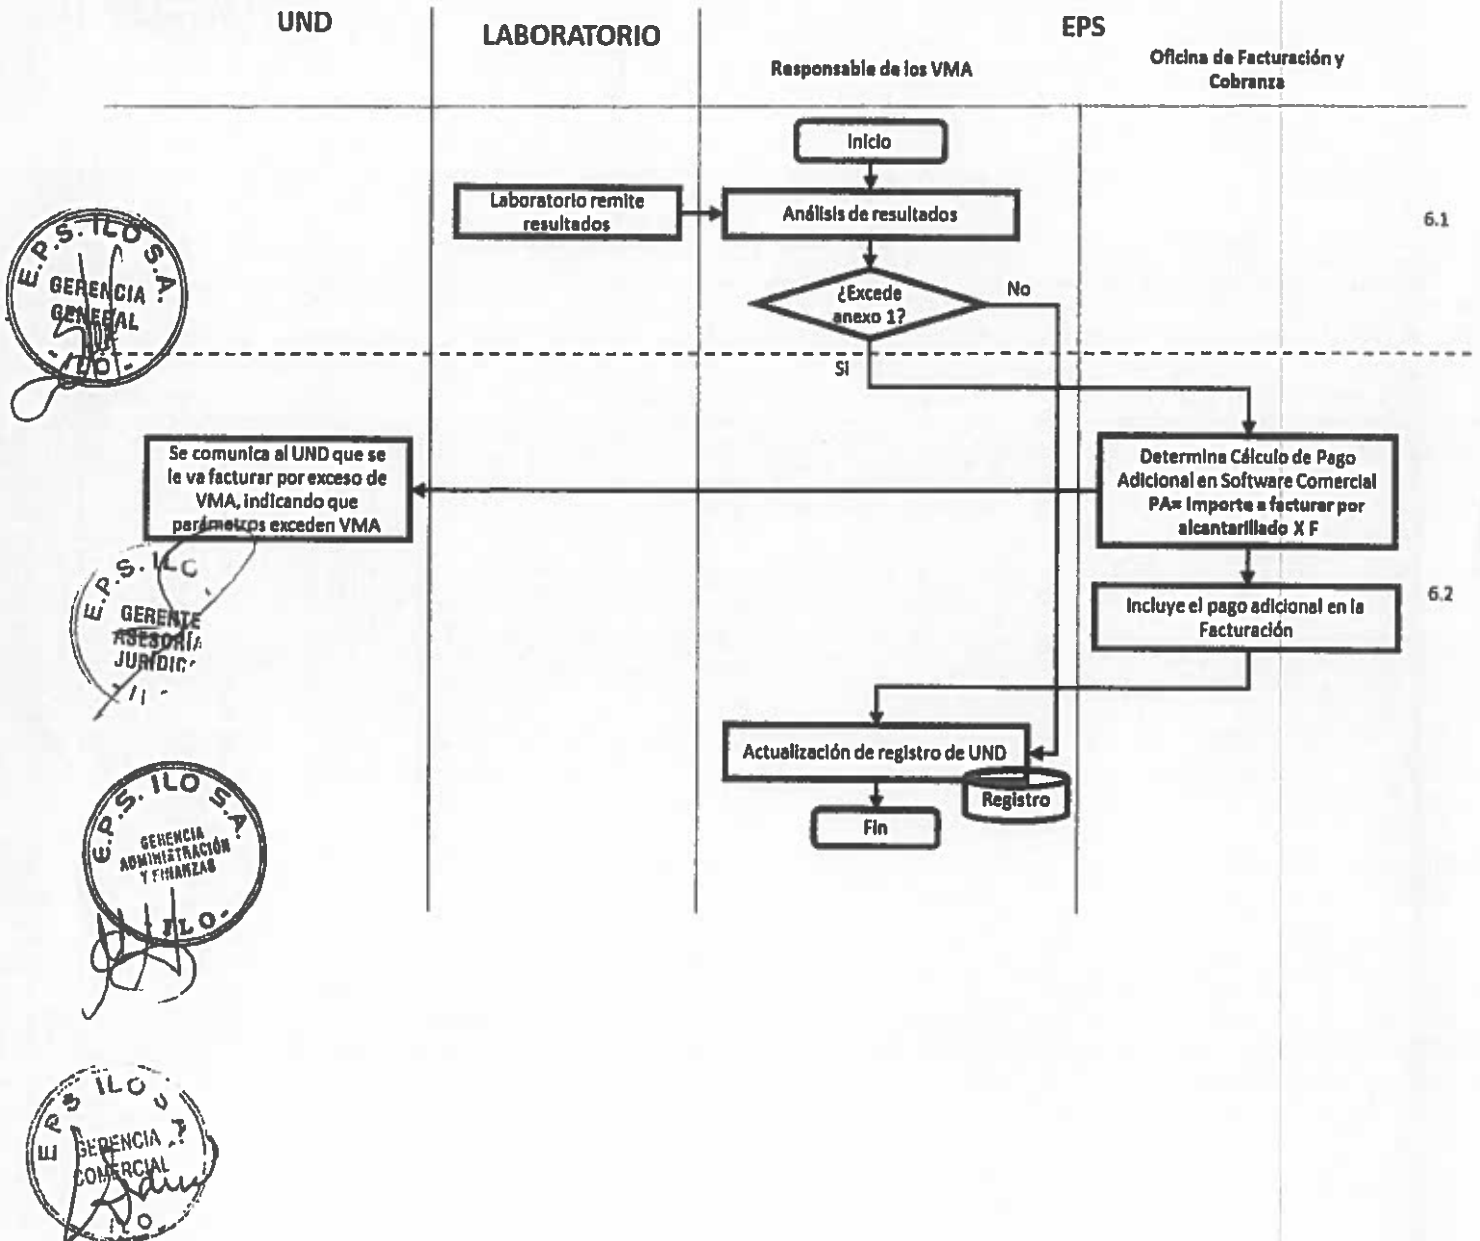 UND
LABORATORIO
EPS
Responsable de los VMA
Oficina de Facturación y
Cobranza
Inicio
Laboratorio remite
resultados
Análisis de resultados
6.1
¿Excede
anexo 1?
No
Si
E.P.S. ILO S.A.
GERENCIA
GENERAL
- ILO -
Se comunica al UND que se
le va facturar por exceso de
VMA, indicando que
parámetros exceden VMA
Determina Cálculo de Pago
Adicional en Software Comercial
PA= Importe a facturar por
alcantarillado X F
Incluye el pago adicional en la
Facturación
6.2
E.P.S. ILO
GERENTE
ASESORÍA
JURÍDIC
Actualización de registro de UND
Registro
Fin
E.P.S. ILO S.A.
GERENCIA
ADMINISTRACIÓN
Y FINANZAS
- ILO -
EPS ILO
GERENCIA
COMERCIAL
ILO